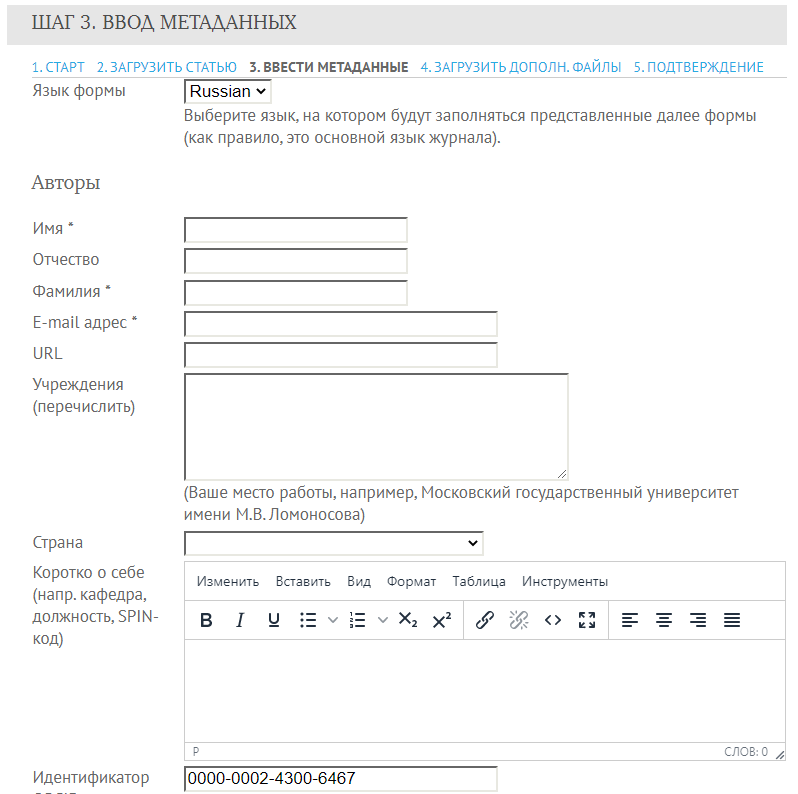 ШАГ 3. ВВОД МЕТАДАННЫХ
1. СТАРТ 2. ЗАГРУЗИТЬ СТАТЬЮ 3. ВВЕСТИ МЕТАДАННЫЕ 4. ЗАГРУЗИТЬ ДОПОЛН. ФАЙЛЫ 5. ПОДТВЕРЖДЕНИЕ
Язык формы Russian
Выберите язык, на котором будут заполняться представленные далее формы
(как правило, это основной язык журнала).
Авторы
Имя *
Отчество
Фамилия *
E-mail адрес *
URL
Учреждения
(перечислить)
(Ваше место работы, например, Московский государственный университет
имени М.В. Ломоносова)
Страна
Коротко о себе
(напр. кафедра,
должность, SPIN-
код)
Изменить Вставить Вид Формат Таблица Инструменты
B I U X₂ X²
P СЛОВ: 0
Идентификатор 0000-0002-4300-6467